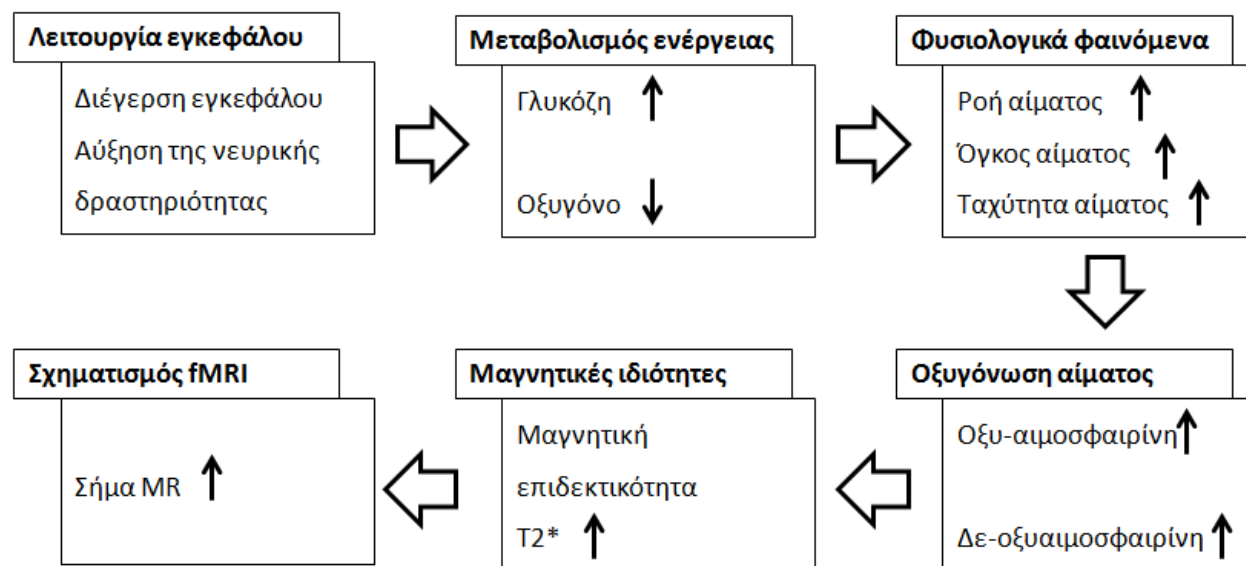 Λειτουργία εγκεφάλου
Διέγερση εγκεφάλου
Αύξηση της νευρικής
δραστηριότητας
Μεταβολισμός ενέργειας
Γλυκόζη ↑
Οξυγόνο ↓
Φυσιολογικά φαινόμενα
Ροή αίματος ↑
Όγκος αίματος ↑
Ταχύτητα αίματος ↑
Οξυγόνωση αίματος
Οξυ-αιμοσφαιρίνη ↑
Δε-οξυαιμοσφαιρίνη ↑
Μαγνητικές ιδιότητες
Μαγνητική
επιδεκτικότητα
T2* ↑
Σχηματισμός fMRI
Σήμα MR ↑